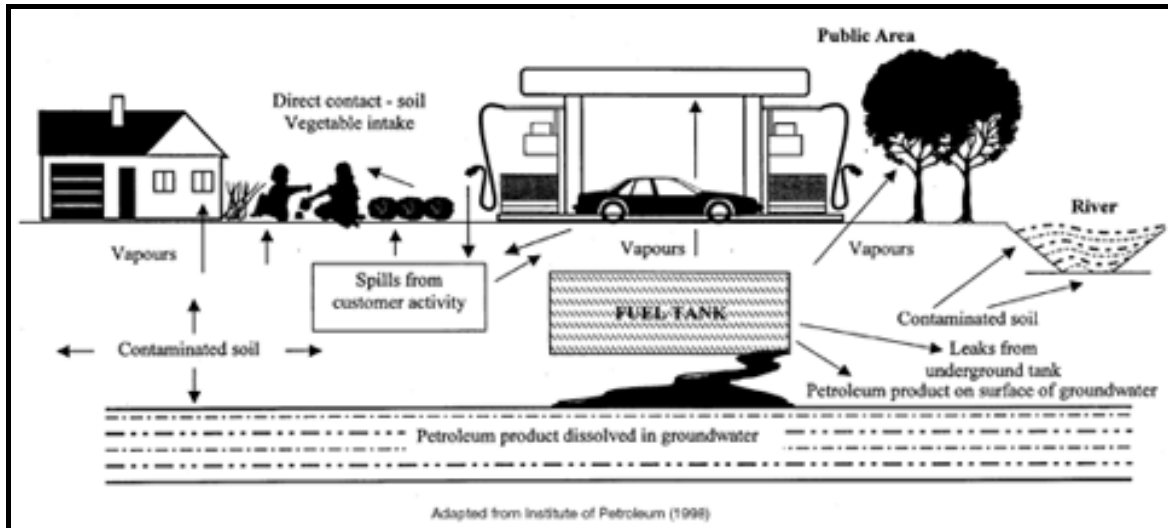 Public Area
Direct contact - soil
Vegetable intake
River
Vapours
Vapours
Vapours
Spills from
customer activity
FUEL TANK
Contaminated soil
Contaminated soil
Leaks from
underground tank
Petroleum product on surface of groundwater
Petroleum product dissolved in groundwater
Adapted from Institute of Petroleum (1998)